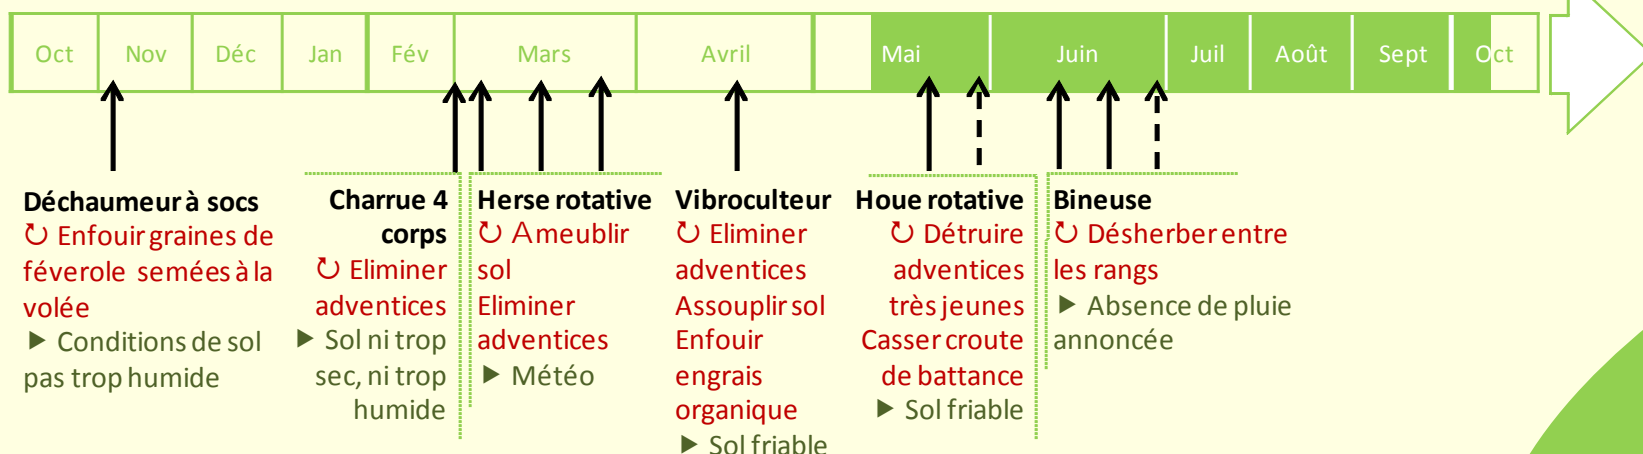 Oct Nov Déc Jan Fév Mars Avril Mai Juin Juil Août Sept Oct
Déchaumeur à socs
↻ Enfouir graines de
féverole semées à la
volée
► Conditions de sol
pas trop humide
Charrue 4
corps
↻ Eliminer
adventices
► Sol ni trop
sec, ni trop
humide
Herse rotative
↻ Ameublir
sol
Eliminer
adventices
► Météo
Vibroculteur
↻ Eliminer
adventices
Assouplir sol
Enfouir
engrais
organique
► Sol friable
Houe rotative
↻ Détruire
adventices
très jeunes
Casser croute
de battance
► Sol friable
Bineuse
↻ Désherber entre
les rangs
► Absence de pluie
annoncée